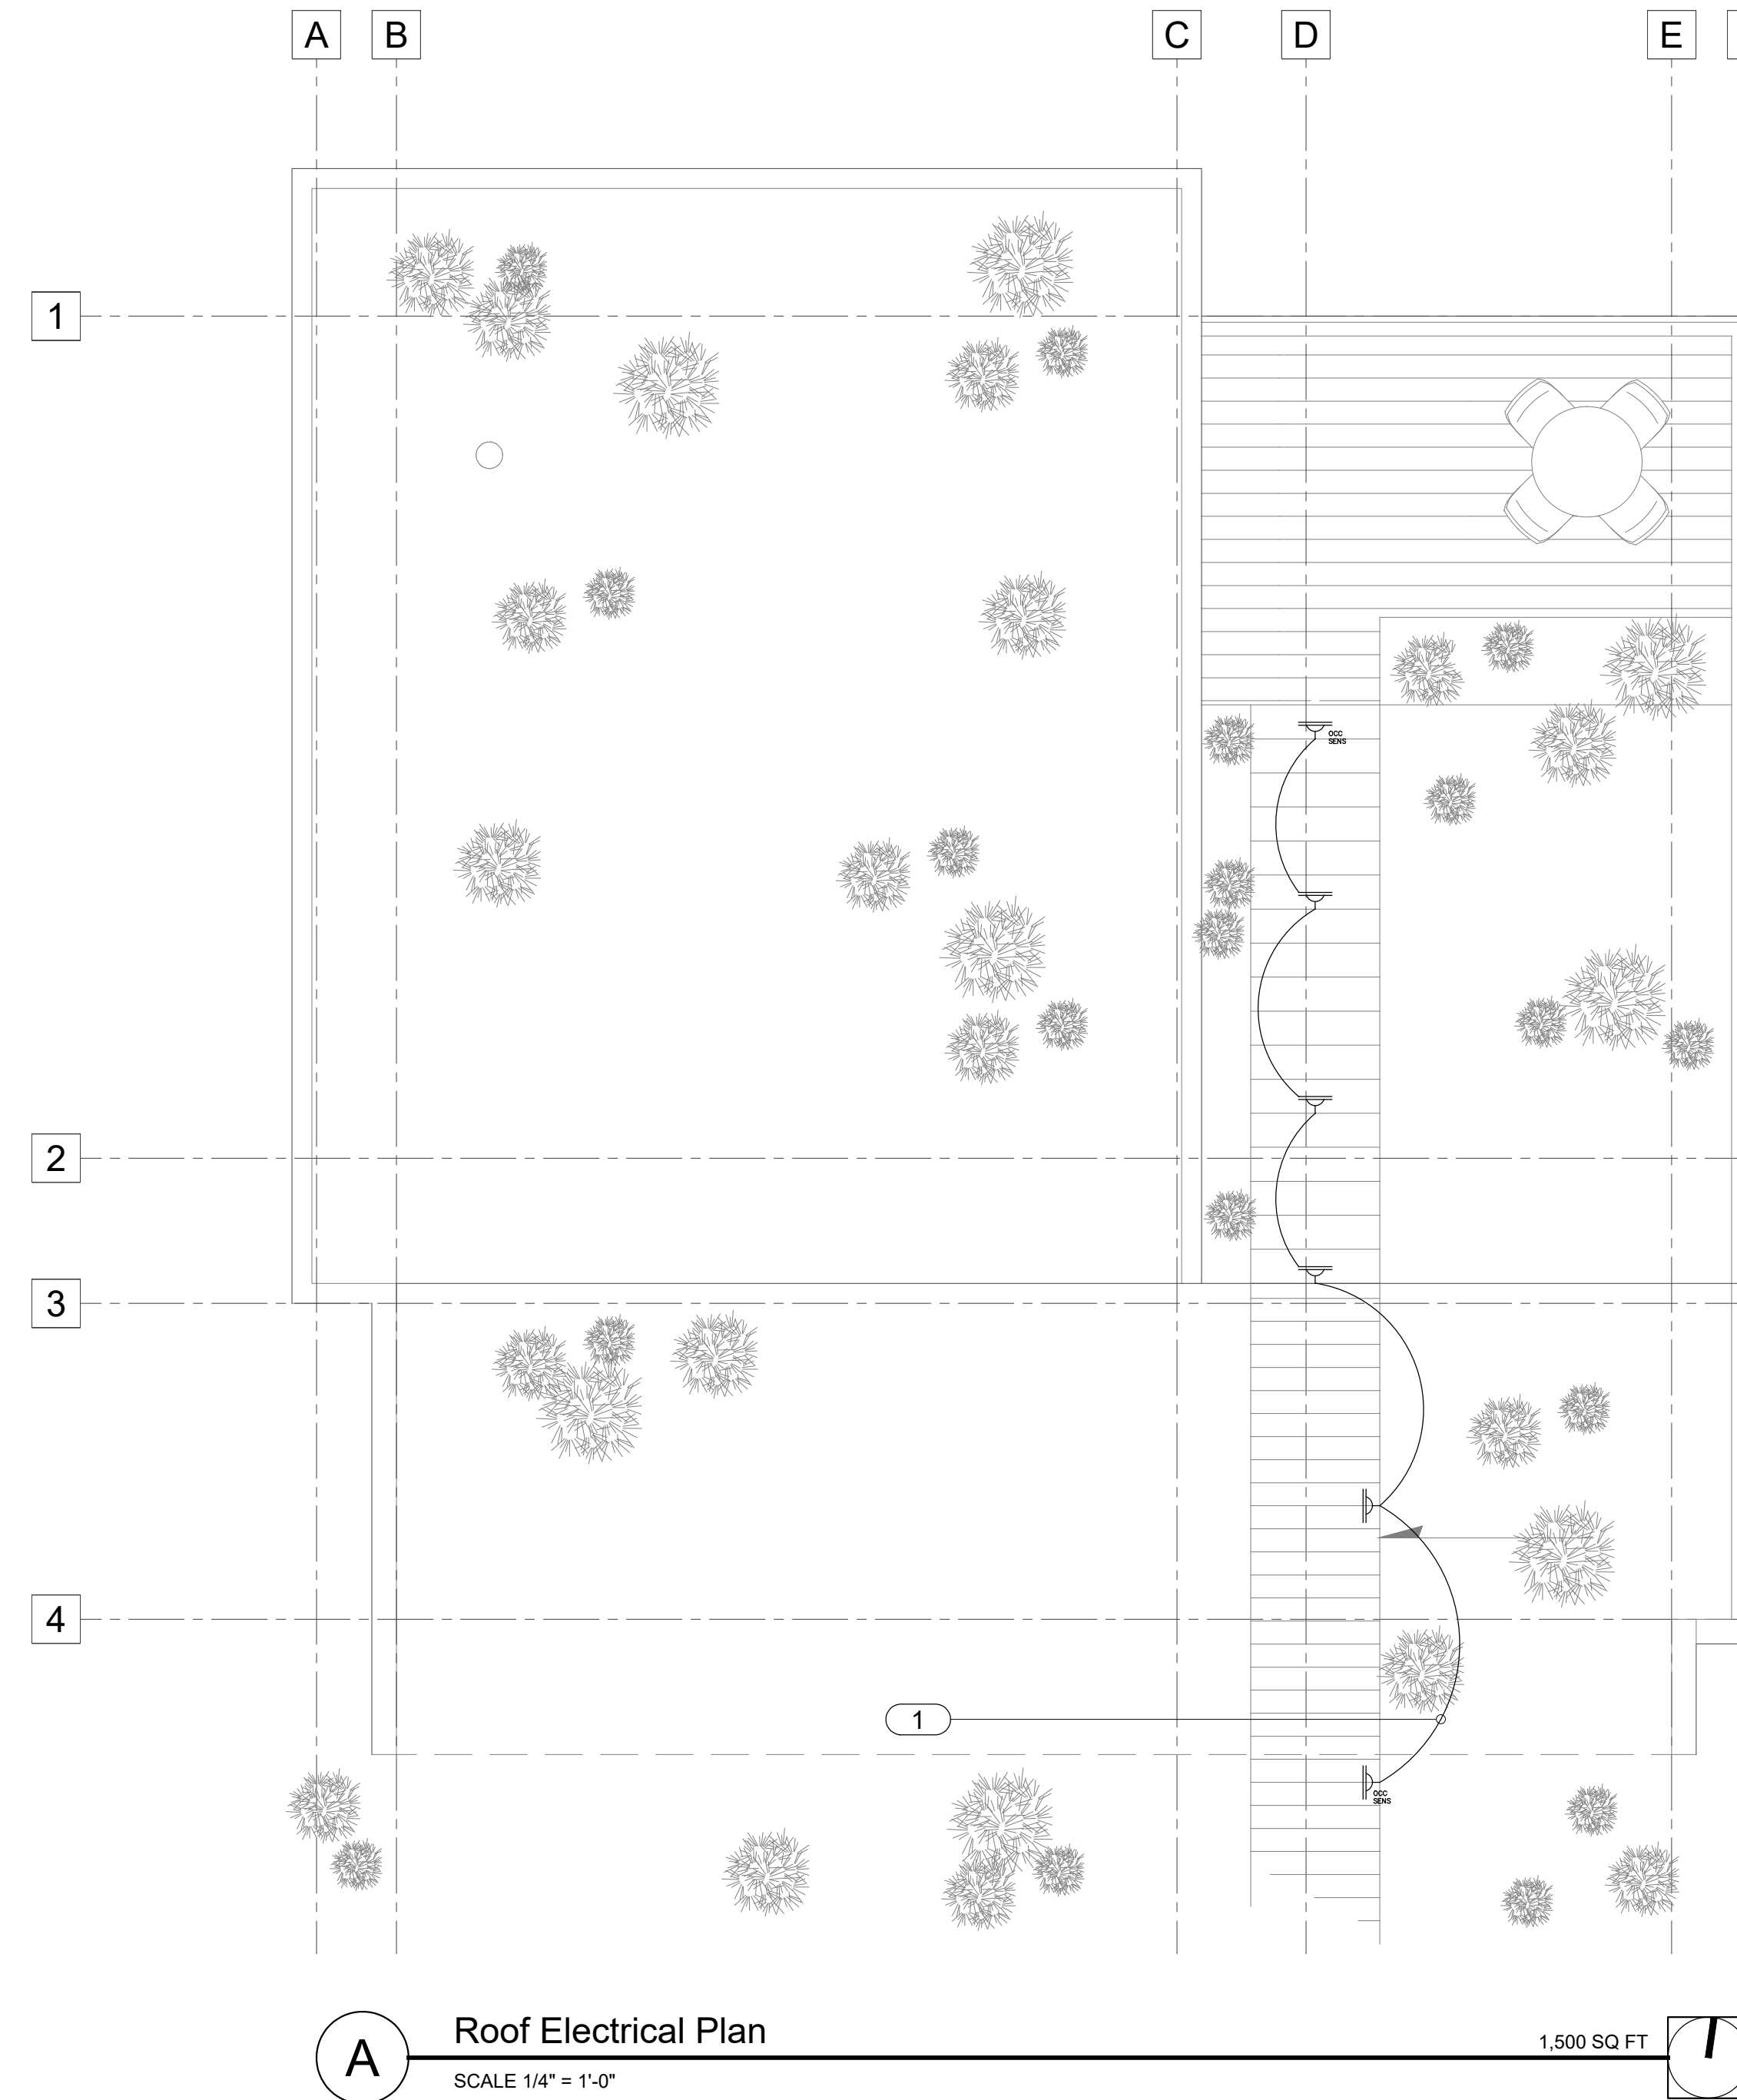 A B C D E
1
OCC
SENS
2
3
4
1
OCC
SENS
A
Roof Electrical Plan
1,500 SQ FT
SCALE 1/4" = 1'-0"